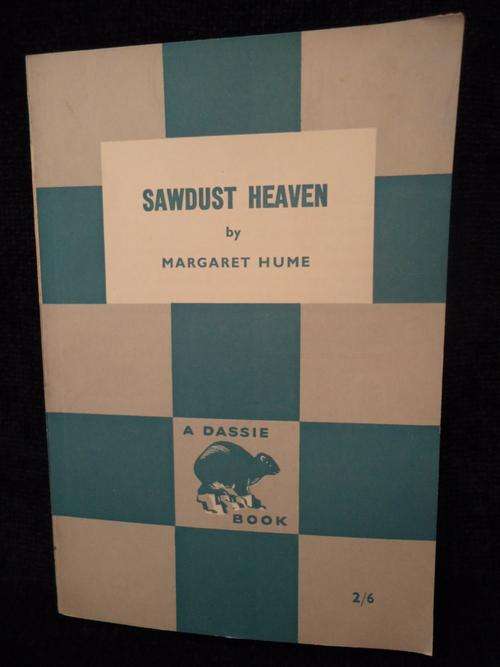 SAWDUST HEAVEN
by
MARGARET HUME
A DASSIE
BOOK
2/6